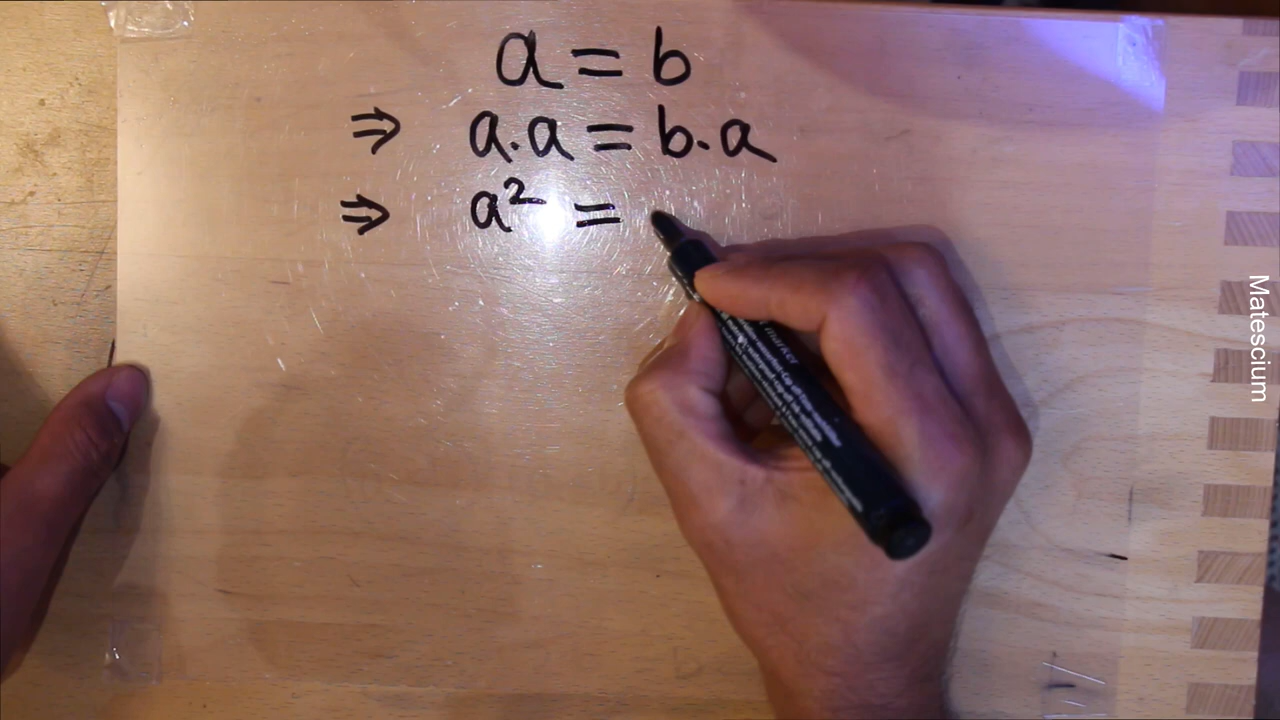 a = b
⇒ a·a = b·a
⇒ a² =
Matescium